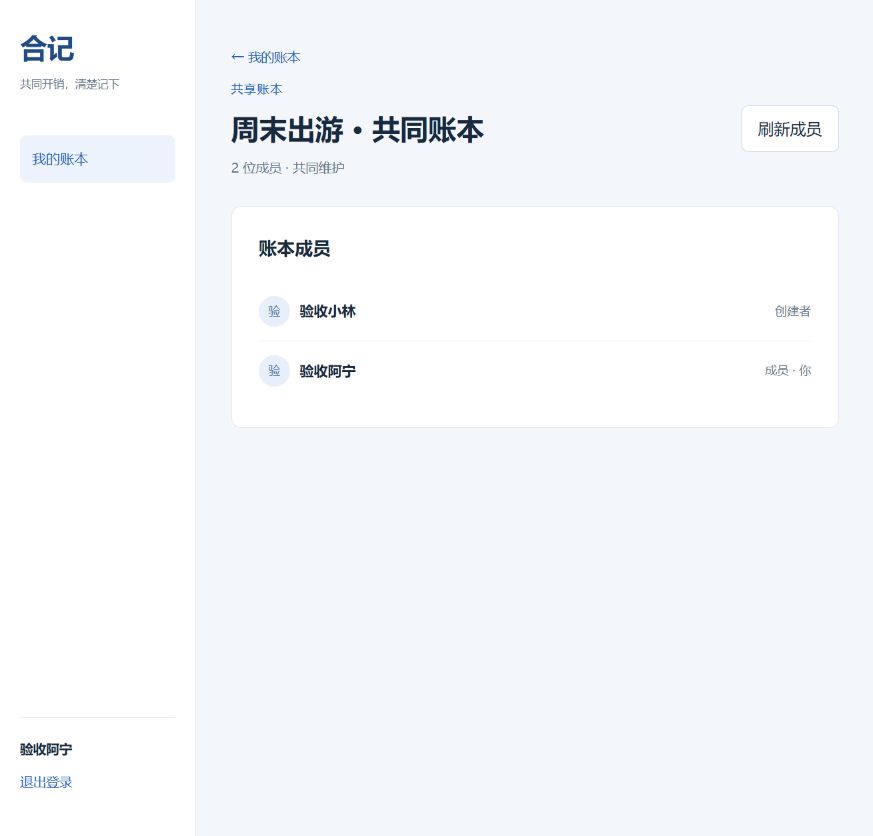 合记
共同开销，清楚记下
我的账本
← 我的账本
共享账本
周末出游 · 共同账本
2 位成员 · 共同维护
刷新成员
账本成员
验 验收小林 创建者
验 验收阿宁 成员 · 你
验收阿宁
退出登录